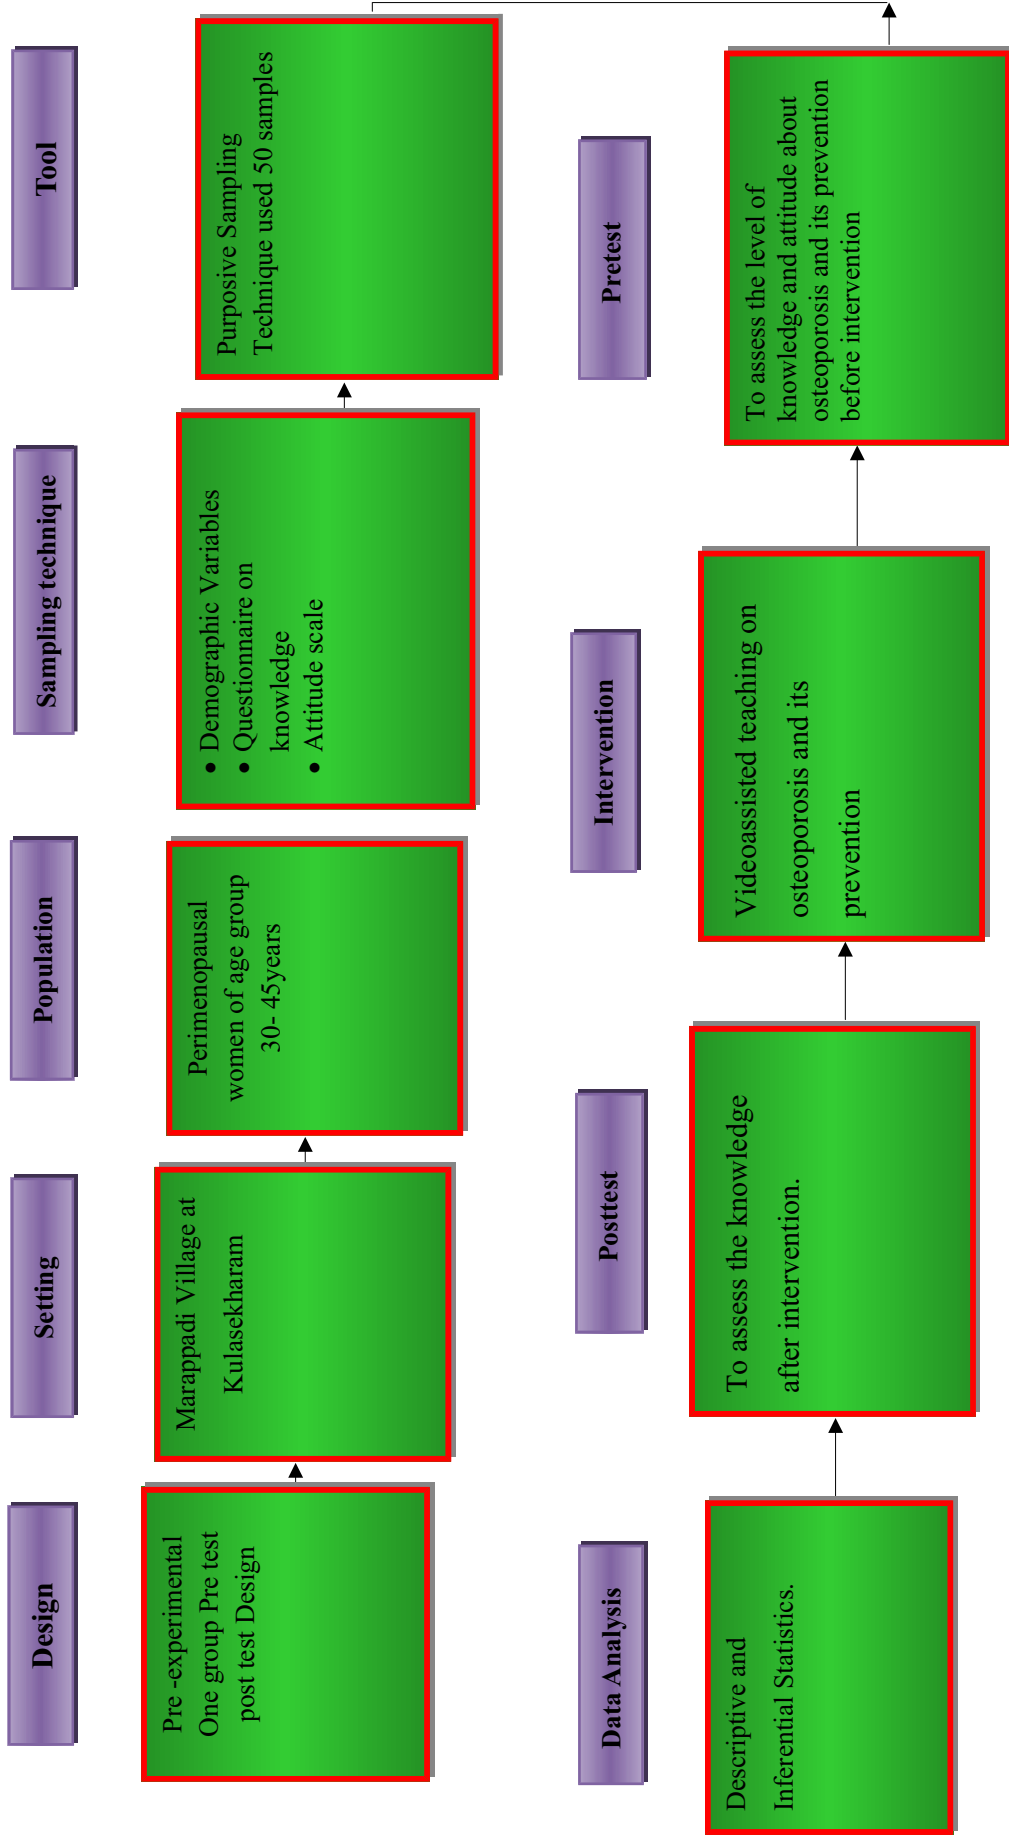 Design
Setting
Population
Sampling technique
Tool
Pre -experimental
One group Pre test
post test Design
Marappadi Village at
Kulasekharam
Perimenopausal
women of age group
30- 45years
● Demographic Variables
● Questionnaire on
knowledge
● Attitude scale
Purposive Sampling
Technique used 50 samples
Data Analysis
Posttest
Intervention
Pretest
Descriptive and
Inferential Statistics.
To assess the knowledge
after intervention.
Videoassisted teaching on
osteoporosis and its
prevention
To assess the level of
knowledge and attitude about
osteoporosis and its prevention
before intervention